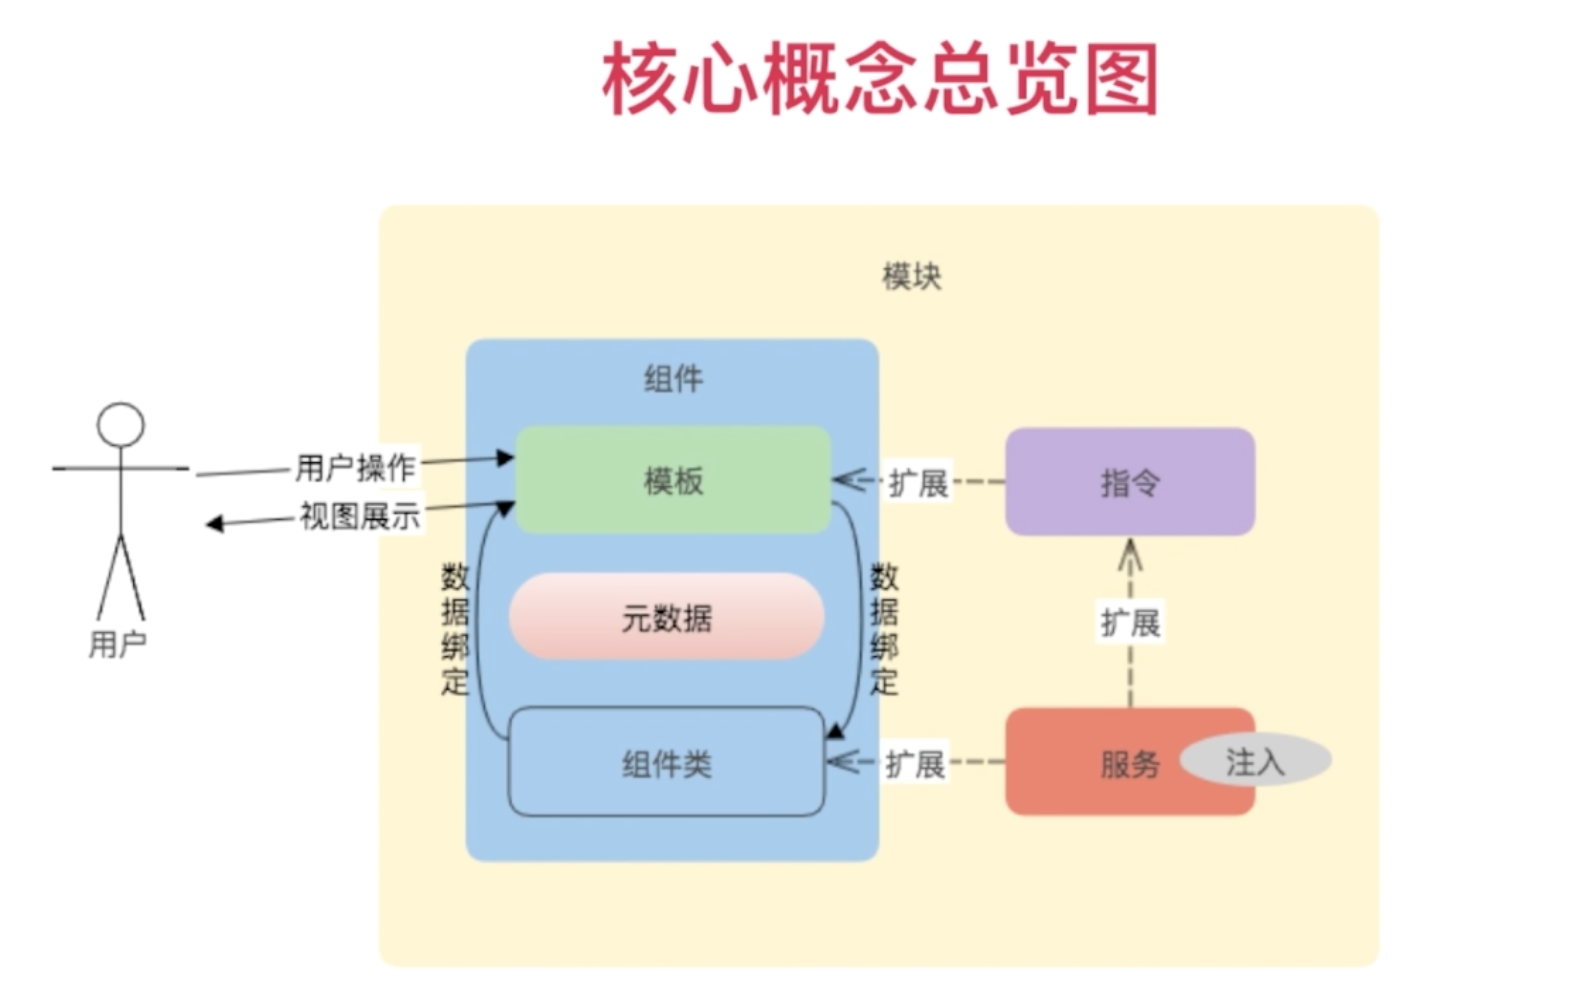 核心概念总览图
模块
组件
用户操作
模板
扩展
指令
视图展示
数据绑定
元数据
数据绑定
扩展
用户
组件类
扩展
服务
注入